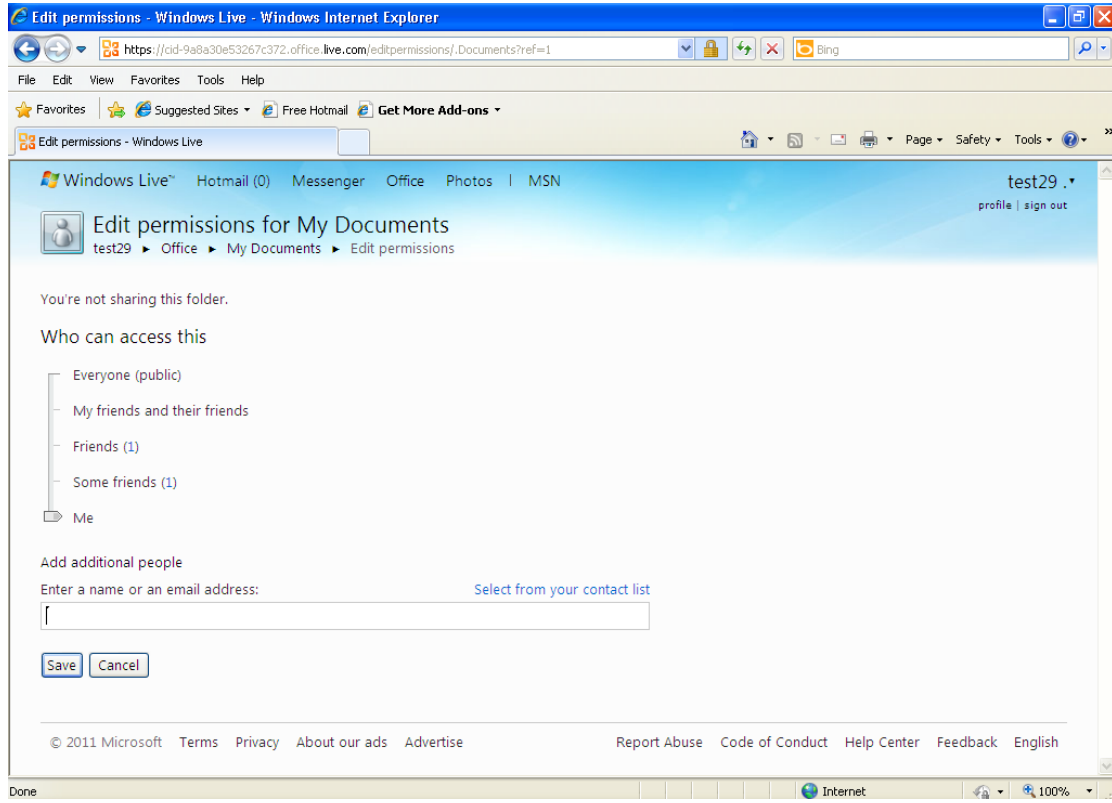 Edit permissions - Windows Live - Windows Internet Explorer
https://cid-9a8a30e53267c372.office.live.com/editpermissions/.Documents?ref=1
Bing
File Edit View Favorites Tools Help
Favorites Suggested Sites Free Hotmail Get More Add-ons
Edit permissions - Windows Live
Page Safety Tools
Windows Live™ Hotmail (0) Messenger Office Photos | MSN
test29 .
profile | sign out
Edit permissions for My Documents
test29 ► Office ► My Documents ► Edit permissions
You're not sharing this folder.
Who can access this
Everyone (public)
My friends and their friends
Friends (1)
Some friends (1)
Me
Add additional people
Enter a name or an email address: Select from your contact list
Save Cancel
© 2011 Microsoft Terms Privacy About our ads Advertise Report Abuse Code of Conduct Help Center Feedback English
Done Internet 100%